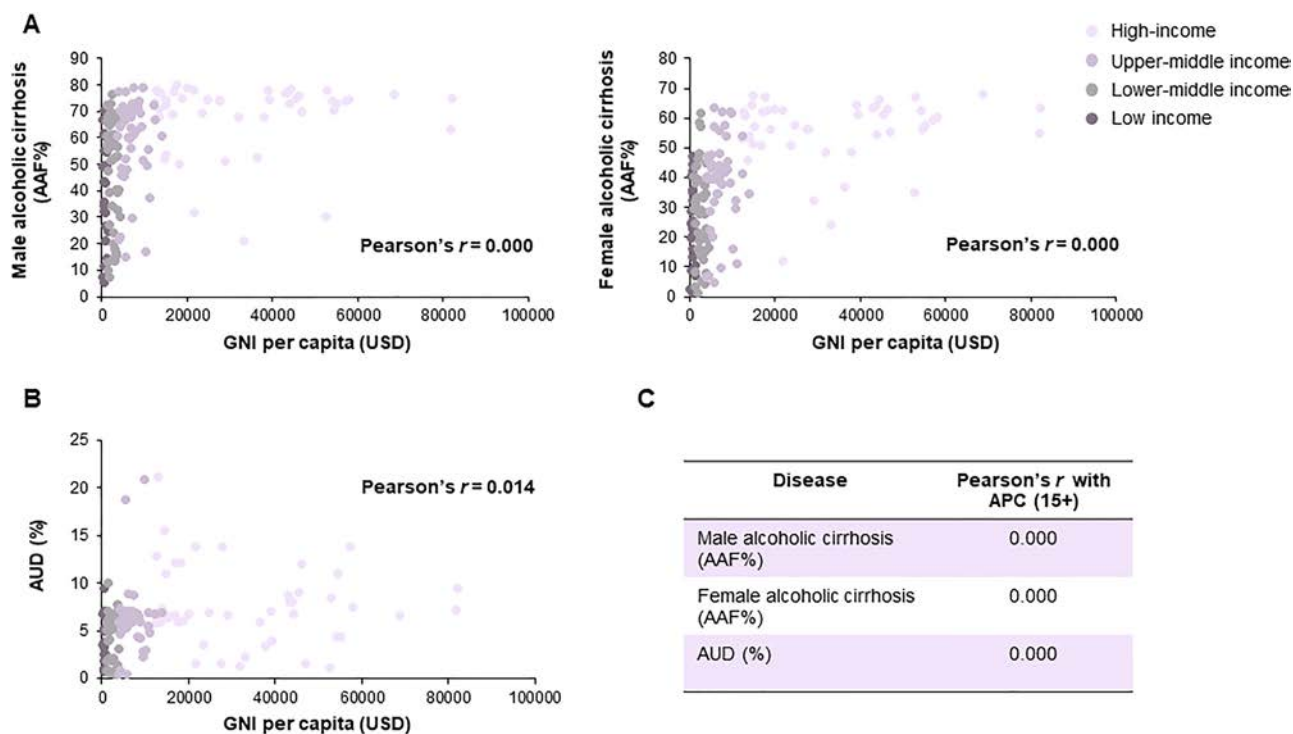 A
High-income
Upper-middle income
Lower-middle income
Low income
Male alcoholic cirrhosis
(AAF%)
90
80
70
60
50
40
30
20
10
0
Pearson's r = 0.000
0 20000 40000 60000 80000 100000
GNI per capita (USD)
Female alcoholic cirrhosis
(AAF%)
80
70
60
50
40
30
20
10
0
Pearson's r = 0.000
0 20000 40000 60000 80000 100000
GNI per capita (USD)
B
AUD (%)
25
20
15
10
5
0
Pearson's r = 0.014
0 20000 40000 60000 80000 100000
GNI per capita (USD)
C
Disease Pearson's r with
APC (15+)
Male alcoholic cirrhosis 0.000
(AAF%)
Female alcoholic cirrhosis 0.000
(AAF%)
AUD (%) 0.000